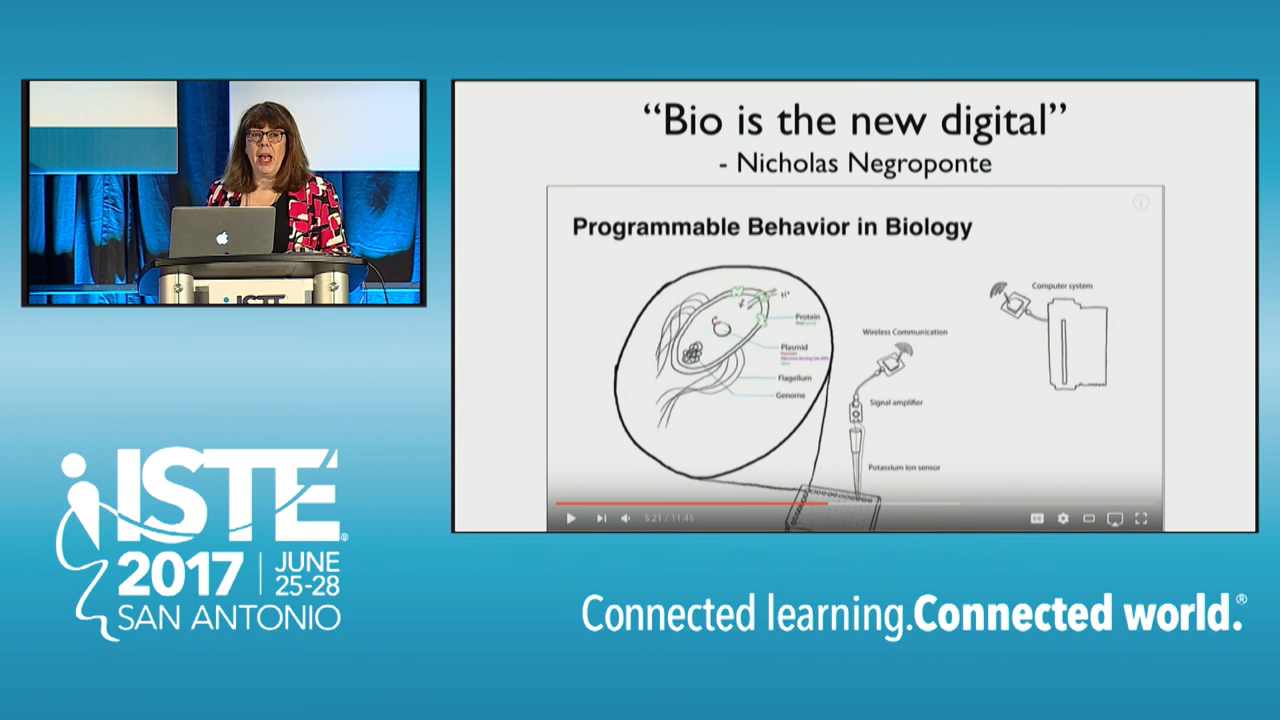 “Bio is the new digital”
- Nicholas Negroponte
Programmable Behavior in Biology
H+
Protein
Plasmid
Flagellum
Genome
Wireless Communication
Signal amplifier
Potassium ion sensor
Computer system
5:21 / 11:45
CC
ISTE
ISTE®
2017
JUNE
25-28
SAN ANTONIO
Connected learning.Connected world.®